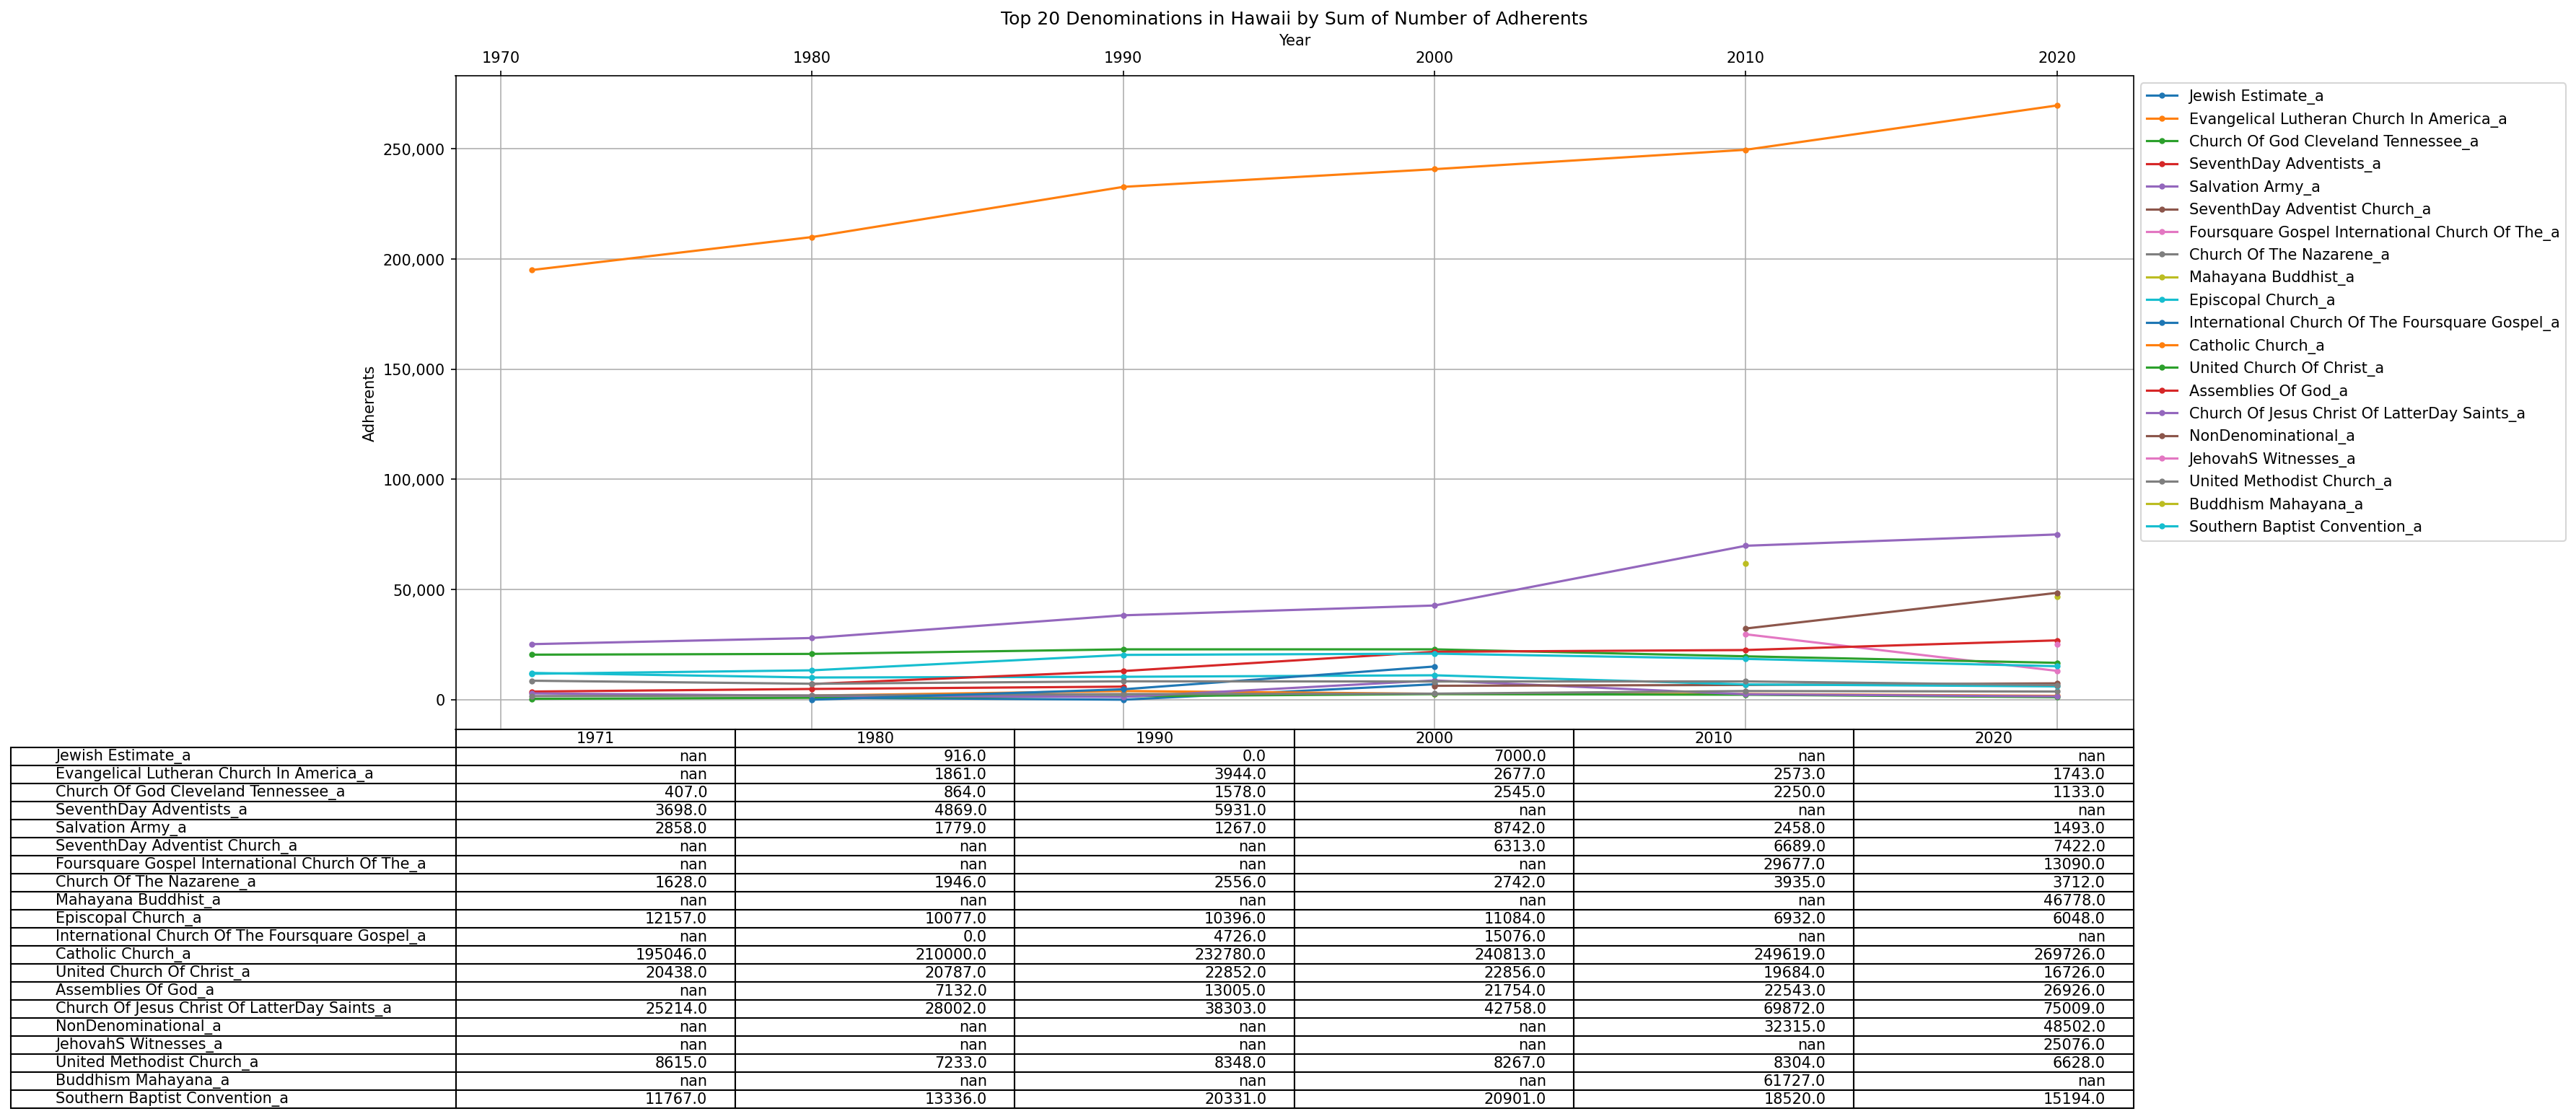 Top 20 Denominations in Hawaii by Sum of Number of Adherents
Year
1970 1980 1990 2000 2010 2020
Adherents
250,000
200,000
150,000
100,000
50,000
0
Jewish Estimate_a
Evangelical Lutheran Church In America_a
Church Of God Cleveland Tennessee_a
SeventhDay Adventists_a
Salvation Army_a
SeventhDay Adventist Church_a
Foursquare Gospel International Church Of The_a
Church Of The Nazarene_a
Mahayana Buddhist_a
Episcopal Church_a
International Church Of The Foursquare Gospel_a
Catholic Church_a
United Church Of Christ_a
Assemblies Of God_a
Church Of Jesus Christ Of LatterDay Saints_a
NonDenominational_a
JehovahS Witnesses_a
United Methodist Church_a
Buddhism Mahayana_a
Southern Baptist Convention_a
1971 1980 1990 2000 2010 2020
Jewish Estimate_a nan 916.0 0.0 7000.0 nan nan
Evangelical Lutheran Church In America_a nan 1861.0 3944.0 2677.0 2573.0 1743.0
Church Of God Cleveland Tennessee_a 407.0 864.0 1578.0 2545.0 2250.0 1133.0
SeventhDay Adventists_a 3698.0 4869.0 5931.0 nan nan nan
Salvation Army_a 2858.0 1779.0 1267.0 8742.0 2458.0 1493.0
SeventhDay Adventist Church_a nan nan nan 6313.0 6689.0 7422.0
Foursquare Gospel International Church Of The_a nan nan nan nan 29677.0 13090.0
Church Of The Nazarene_a 1628.0 1946.0 2556.0 2742.0 3935.0 3712.0
Mahayana Buddhist_a nan nan nan nan nan 46778.0
Episcopal Church_a 12157.0 10077.0 10396.0 11084.0 6932.0 6048.0
International Church Of The Foursquare Gospel_a nan 0.0 4726.0 15076.0 nan nan
Catholic Church_a 195046.0 210000.0 232780.0 240813.0 249619.0 269726.0
United Church Of Christ_a 20438.0 20787.0 22852.0 22856.0 19684.0 16726.0
Assemblies Of God_a nan 7132.0 13005.0 21754.0 22543.0 26926.0
Church Of Jesus Christ Of LatterDay Saints_a 25214.0 28002.0 38303.0 42758.0 69872.0 75009.0
NonDenominational_a nan nan nan nan 32315.0 48502.0
JehovahS Witnesses_a nan nan nan nan nan 25076.0
United Methodist Church_a 8615.0 7233.0 8348.0 8267.0 8304.0 6628.0
Buddhism Mahayana_a nan nan nan nan 61727.0 nan
Southern Baptist Convention_a 11767.0 13336.0 20331.0 20901.0 18520.0 15194.0